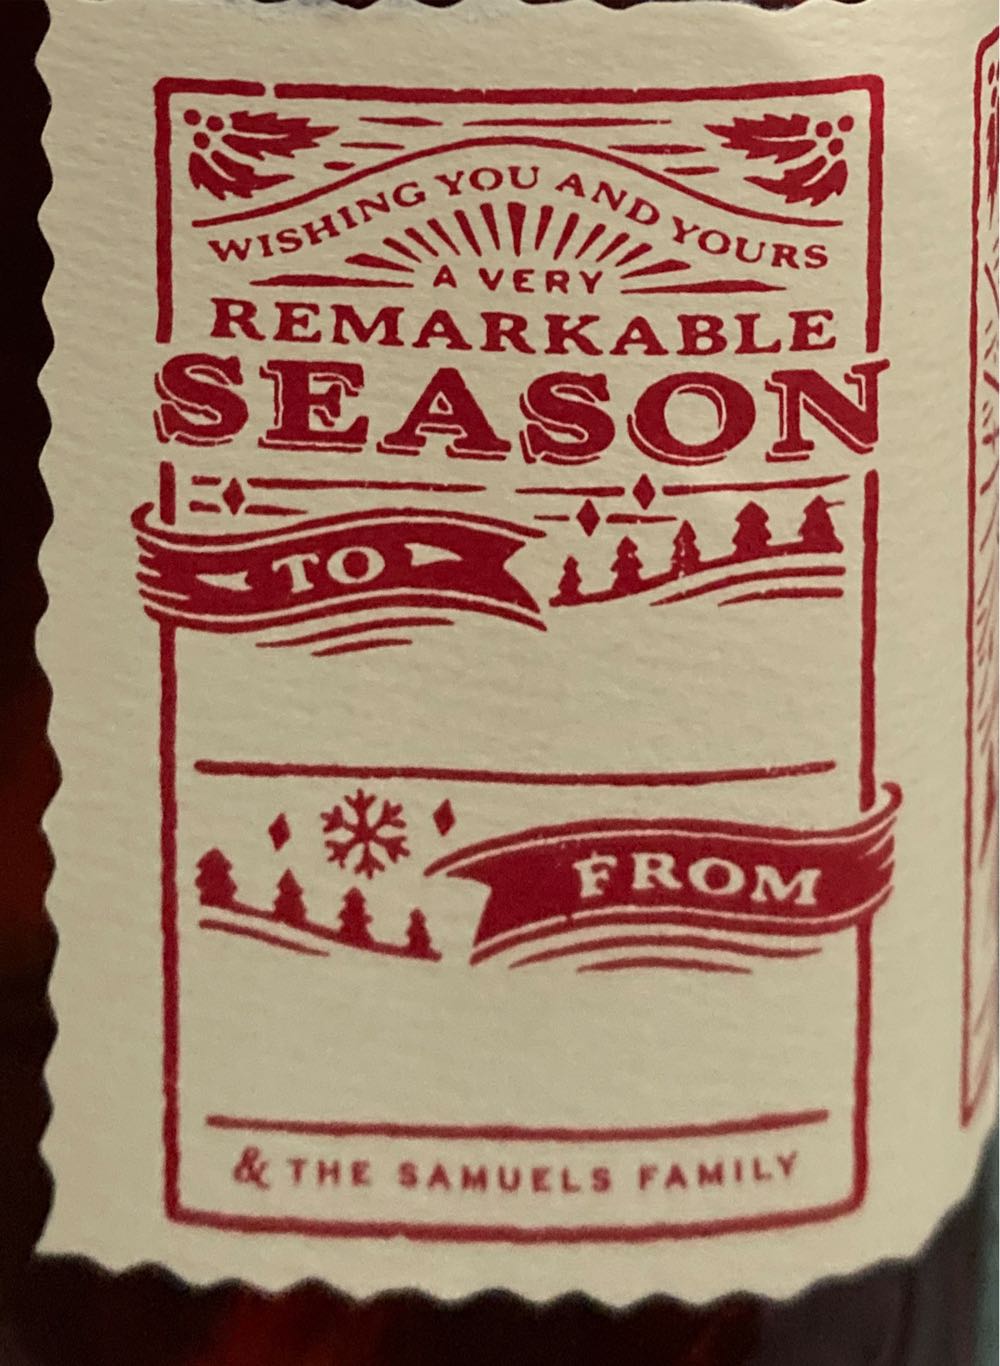 WISHING YOU AND YOURS
A VERY
REMARKABLE
SEASON
TO
FROM
& THE SAMUELS FAMILY